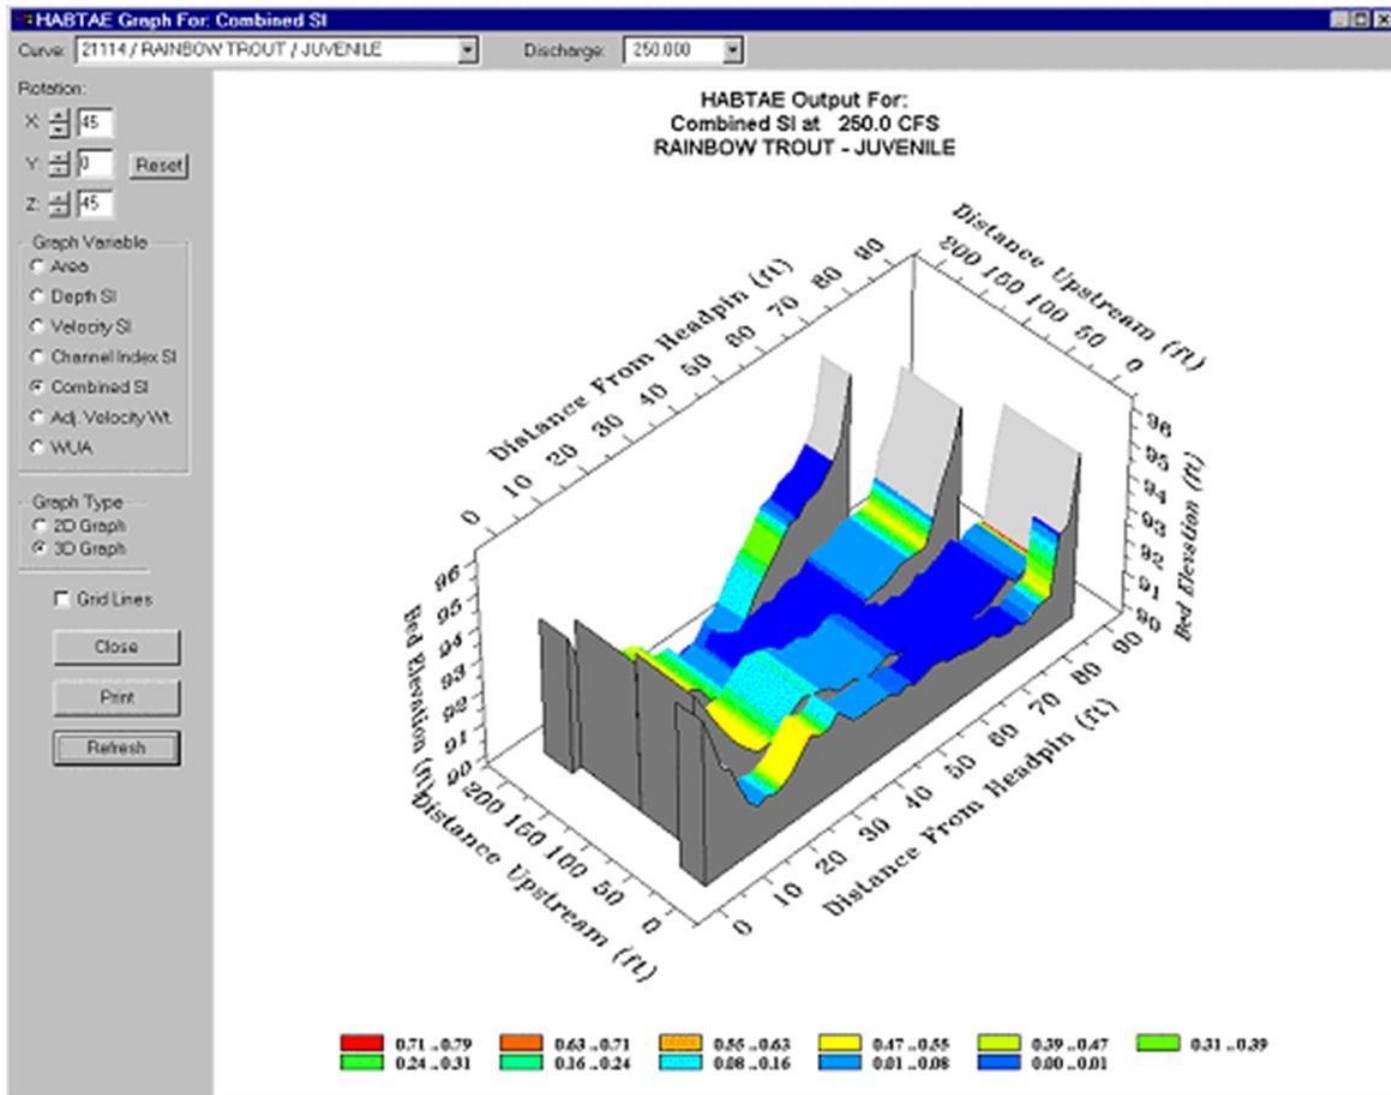 HABTAE Graph For: Combined SI
Curve: 21114 / RAINBOW TROUT / JUVENILE Discharge: 250.000
Rotation:
X: 45
Y: 0 Reset
Z: 45
Graph Variable
Area
Depth SI
Velocity SI
Channel Index SI
Combined SI
Adj. Velocity Wt.
WUA
Graph Type
2D Graph
3D Graph
Grid Lines
Close
Print
Refresh
HABTAE Output For:
Combined SI at 250.0 CFS
RAINBOW TROUT - JUVENILE
Distance From Headpin (ft)
0 10 20 30 40 50 60 70 80 90
Distance Upstream (ft)
200 150 100 50 0
Bed Elevation (ft)
96 95 94 93 92 91 90
Bed Elevation (ft)
96 95 94 93 92 91 90
Distance Upstream (ft)
200 150 100 50 0
Distance From Headpin (ft)
0 10 20 30 40 50 60 70 80 90
0.71 ..0.79 0.63 ..0.71 0.55 ..0.63 0.47 ..0.55 0.39 ..0.47 0.31 ..0.39
0.24 ..0.31 0.16 ..0.24 0.08 ..0.16 0.01 ..0.08 0.00 ..0.01